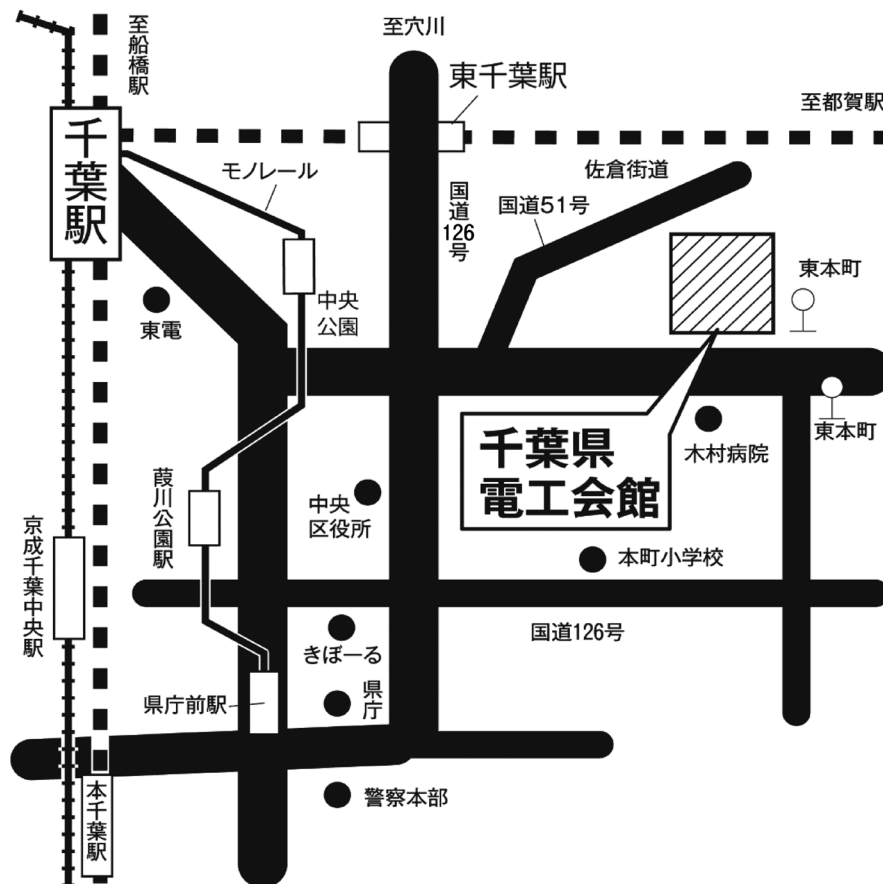 至船橋駅
至穴川
東千葉駅
至都賀駅
千葉駅
モノレール
国道126号
佐倉街道
国道51号
東本町
中央
公園
東電
東本町
千葉県
電工会館
木村病院
葭川公園駅
中央
区役所
京成千葉中央駅
本町小学校
国道126号
きぼーる
県庁前駅
県庁
本千葉駅
警察本部